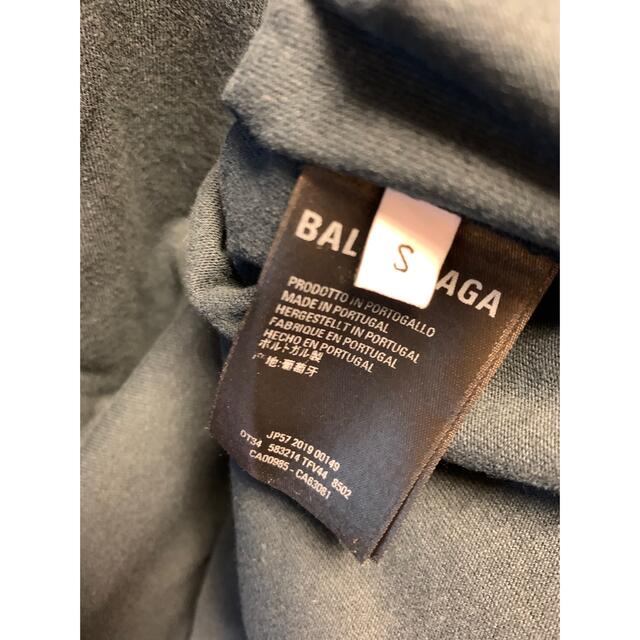 BAL AGA
S
PRODOTTO IN PORTOGALLO
MADE IN PORTUGAL
HERGESTELLT IN PORTUGAL
FABRIQUE EN PORTUGAL
HECHO EN PORTUGAL
ポルトガル製
产 地:葡萄牙
JP57 2019 00149
DT34 583214 TFV44 8502
CA00985 - CA63081